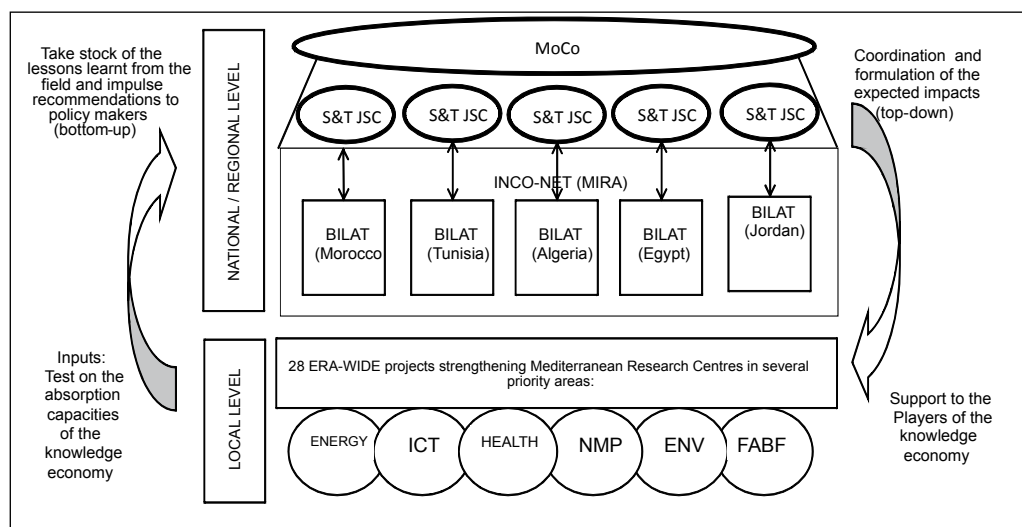 Take stock of the
lessons learnt from the
field and impulse
recommendations to
policy makers
(bottom-up)
NATIONAL / REGIONAL LEVEL
MoCo
S&T JSC
S&T JSC
S&T JSC
S&T JSC
S&T JSC
INCO-NET (MIRA)
BILAT
(Morocco
BILAT
(Tunisia)
BILAT
(Algeria)
BILAT
(Egypt)
BILAT
(Jordan)
Coordination and
formulation of the
expected impacts
(top-down)
Inputs:
Test on the
absorption
capacities
of the
knowledge
economy
LOCAL LEVEL
28 ERA-WIDE projects strengthening Mediterranean Research Centres in several
priority areas:
ENERGY
ICT
HEALTH
NMP
ENV
FABF
Support to the
Players of the
knowledge
economy